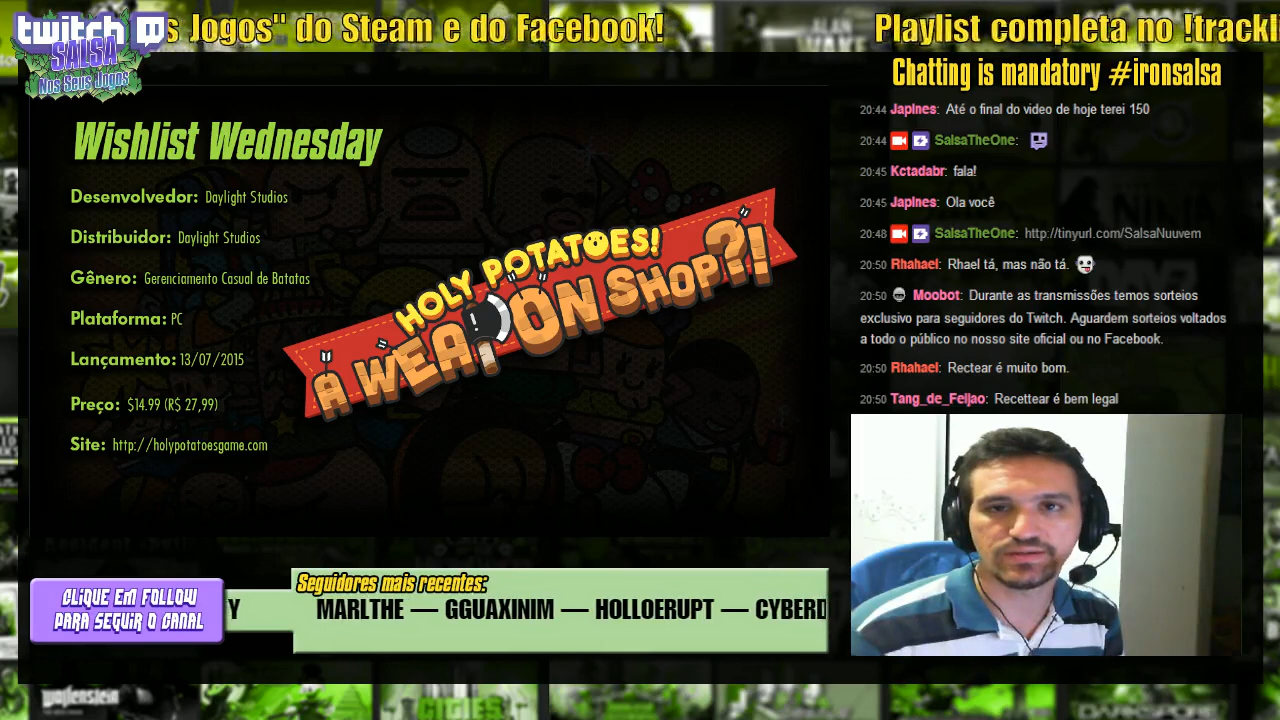 s Jogos" do Steam e do Facebook!
Playlist completa no !trackl
twitch
SALSA
Nos Seus Jogos
Chatting is mandatory #ironsalsa
Wishlist Wednesday
Desenvolvedor: Daylight Studios
Distribuidor: Daylight Studios
Gênero: Gerenciamento Casual de Batatas
Plataforma: PC
Lançamento: 13/07/2015
Preço: $14.99 (R$ 27,99)
Site: http://holypotatoesgame.com
HOLY POTATOES!
A WEAPON SHOP?!
20:44 JapInes: Até o final do video de hoje terei 150
20:44 SalsaTheOne:
20:45 Kctadabr: fala!
20:45 JapInes: Ola você
20:48 SalsaTheOne: http://tinyurl.com/SalsaNuuvem
20:50 Rhahael: Rhael tá, mas não tá.
20:50 Moobot: Durante as transmissões temos sorteios
exclusivo para seguidores do Twitch. Aguardem sorteios voltados
a todo o público no nosso site oficial ou no Facebook.
20:50 Rhahael: Rectear é muito bom.
20:50 Tang_de_Feijao: Recettear é bem legal
CLIQUE EM FOLLOW
PARA SEGUIR O CANAL
Y
Seguidores mais recentes:
MARLTHE — GGUAXINIM — HOLLOERUPT — CYBERD
Wolfenstein
CITIES
DARKSPORE
ALAN
WAKE